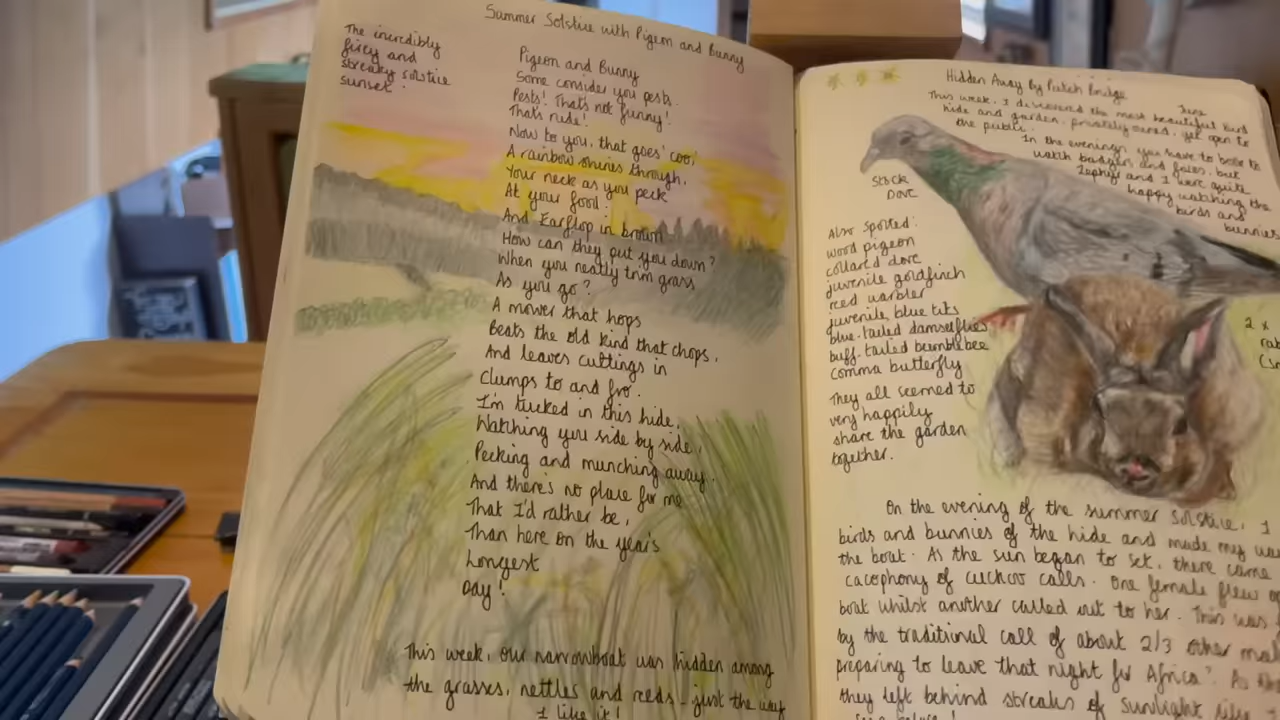 Summer Solstice with Pigeon and Bunny
The incredibly
firey and
streaky solstice
sunset.
Pigeon and Bunny
Some consider you pests.
Pests! That's not funny!
That's rude!
Now to you, that goes' coo,'
A rainbow shines through,
Your neck as you peck
At your food.
And Earflop in brown
How can they put you down?
When you neatly trim grass
As you go?
A mower that hops
Beats the old kind that chops,
And leaves cuttings in
Clumps to and fro.
I'm tucked in this hide,
Watching you side by side,
Pecking and munching away.
And there's no place for me
That I'd rather be,
Than here on the year's
Longest
Day!
This week, our narrowboat was hidden among
the grasses, nettles and reeds - just the way
I like it!
Hidden Away By Bridge
June
This week, I discovered the most beautiful bird
hide and garden, privately owned, yet open to
the public.
In the evenings, you have to book to
watch badgers and foxes, but
Zephyr and I were quite
happy watching the
birds and
bunnies
Stock
Dove
Also spotted:
wood pigeon
collared dove
juvenile goldfinch
reed warbler
juvenile blue tits
blue-tailed damselflies
buff-tailed bumblebee
comma butterfly
They all seemed to
very happily
share the garden
together.
2 x
On the evening of the summer solstice, I
birds and bunnies of the hide and made my
the boat. As the sun began to set, there came
cacophony of cuckoo calls. One female flew
boat whilst another called out to her. This was
by the traditional call of about 2/3 other
preparing to leave that night for Africa?. As
they left behind streaks of sunlight
before!